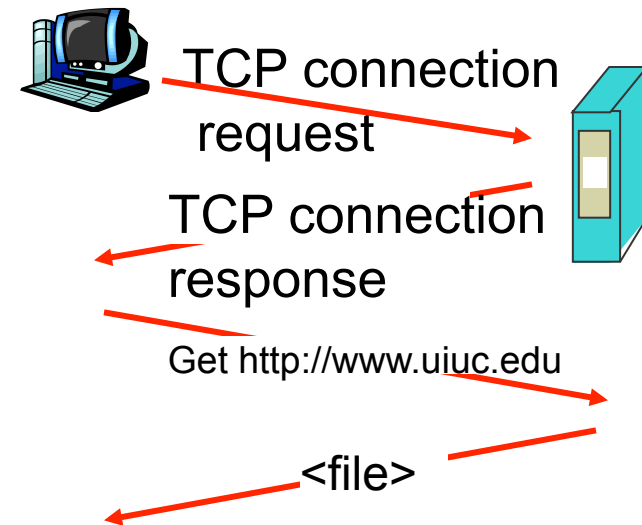 TCP connection
request
TCP connection
response
Get http://www.uiuc.edu
<file>